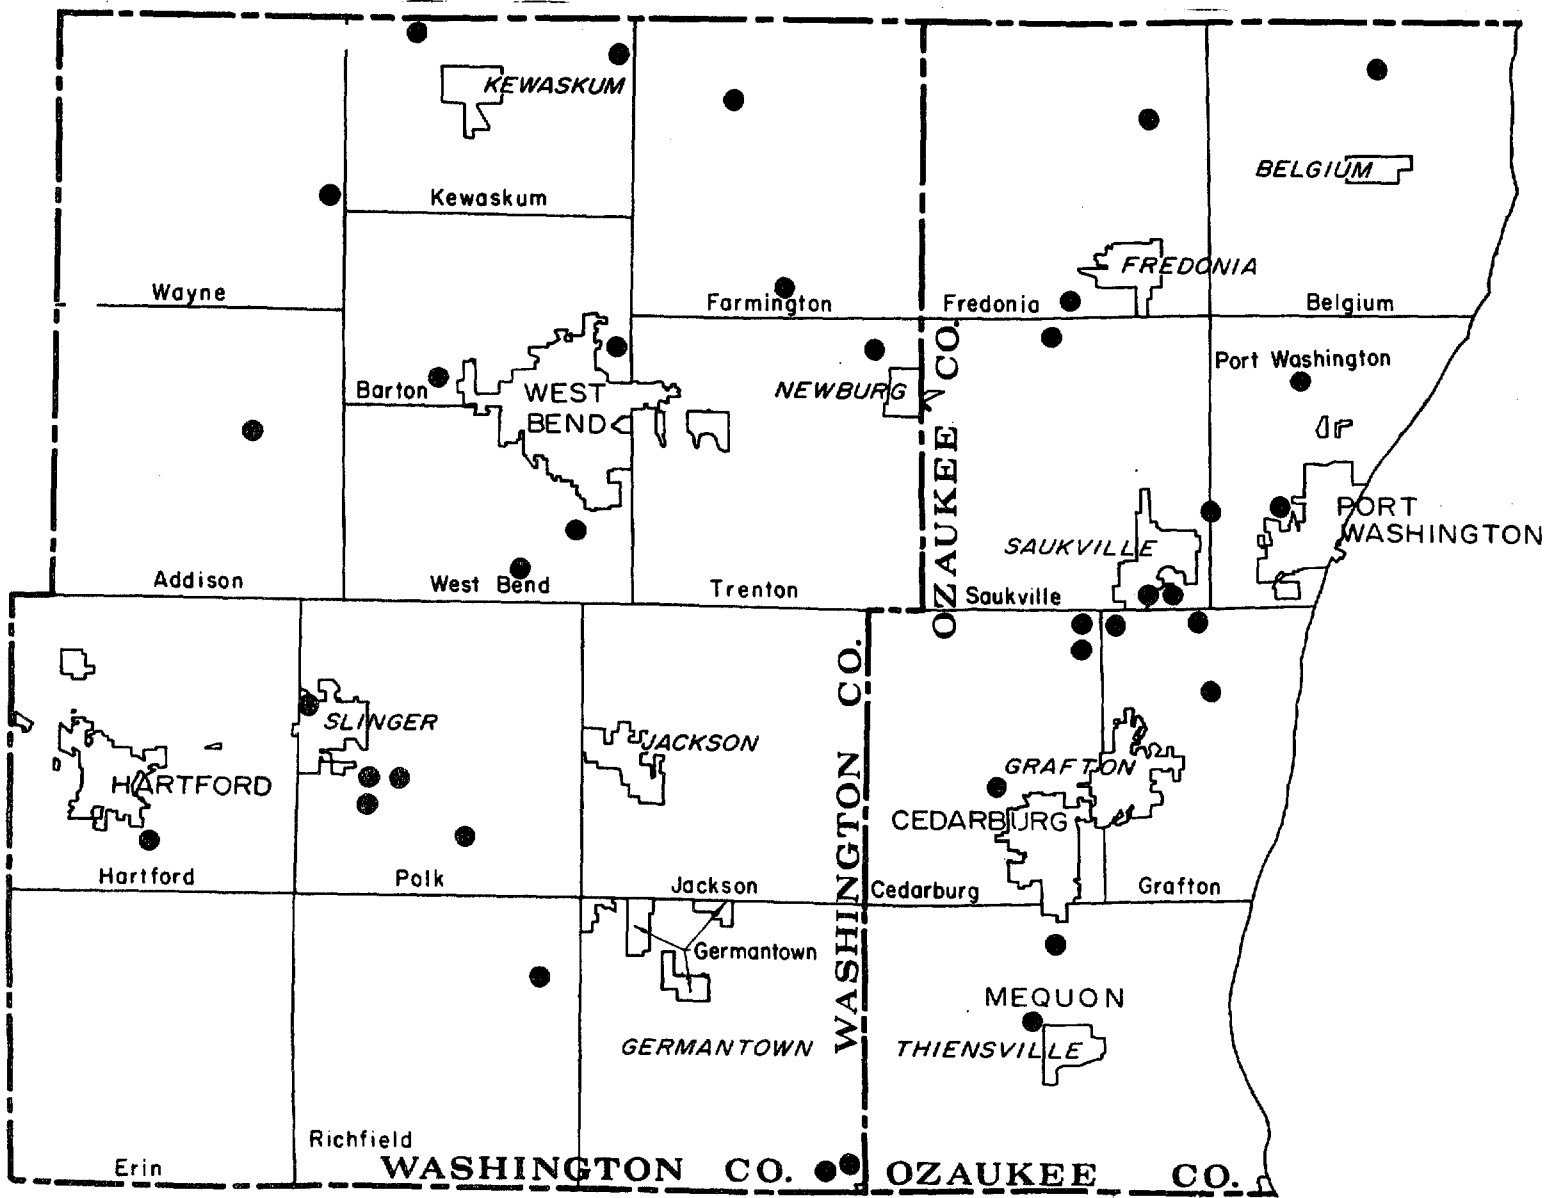 KEWASKUM
BELGIUM
Kewaskum
FREDONIA
Wayne
Farmington
Fredonia
Belgium
Port Washington
Barton
WEST
BEND
NEWBURG
OZAUKEE CO.
PORT
WASHINGTON
SAUKVILLE
Addison
West Bend
Trenton
Saukville
SLINGER
JACKSON
HARTFORD
GRAFTON
CEDARBURG
WASHINGTON CO.
Hartford
Polk
Jackson
Cedarburg
Grafton
Germantown
MEQUON
GERMANTOWN
THIENSVILLE
Richfield
Erin
WASHINGTON CO.
OZAUKEE CO.